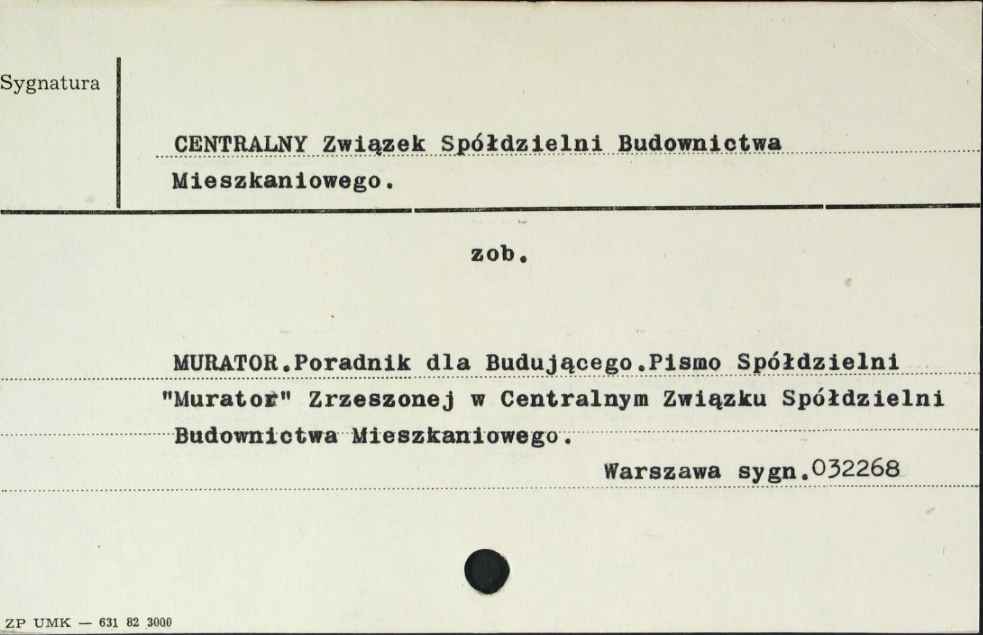 Sygnatura
CENTRALNY Związek Spółdzielni Budownictwa
Mieszkaniowego.
zob.
MURATOR.Poradnik dla Budującego.Pismo Spółdzielni
"Murator" Zrzeszonej w Centralnym Związku Spółdzielni
Budownictwa Mieszkaniowego.
Warszawa sygn.032268
ZP UMK — 631 82 3000